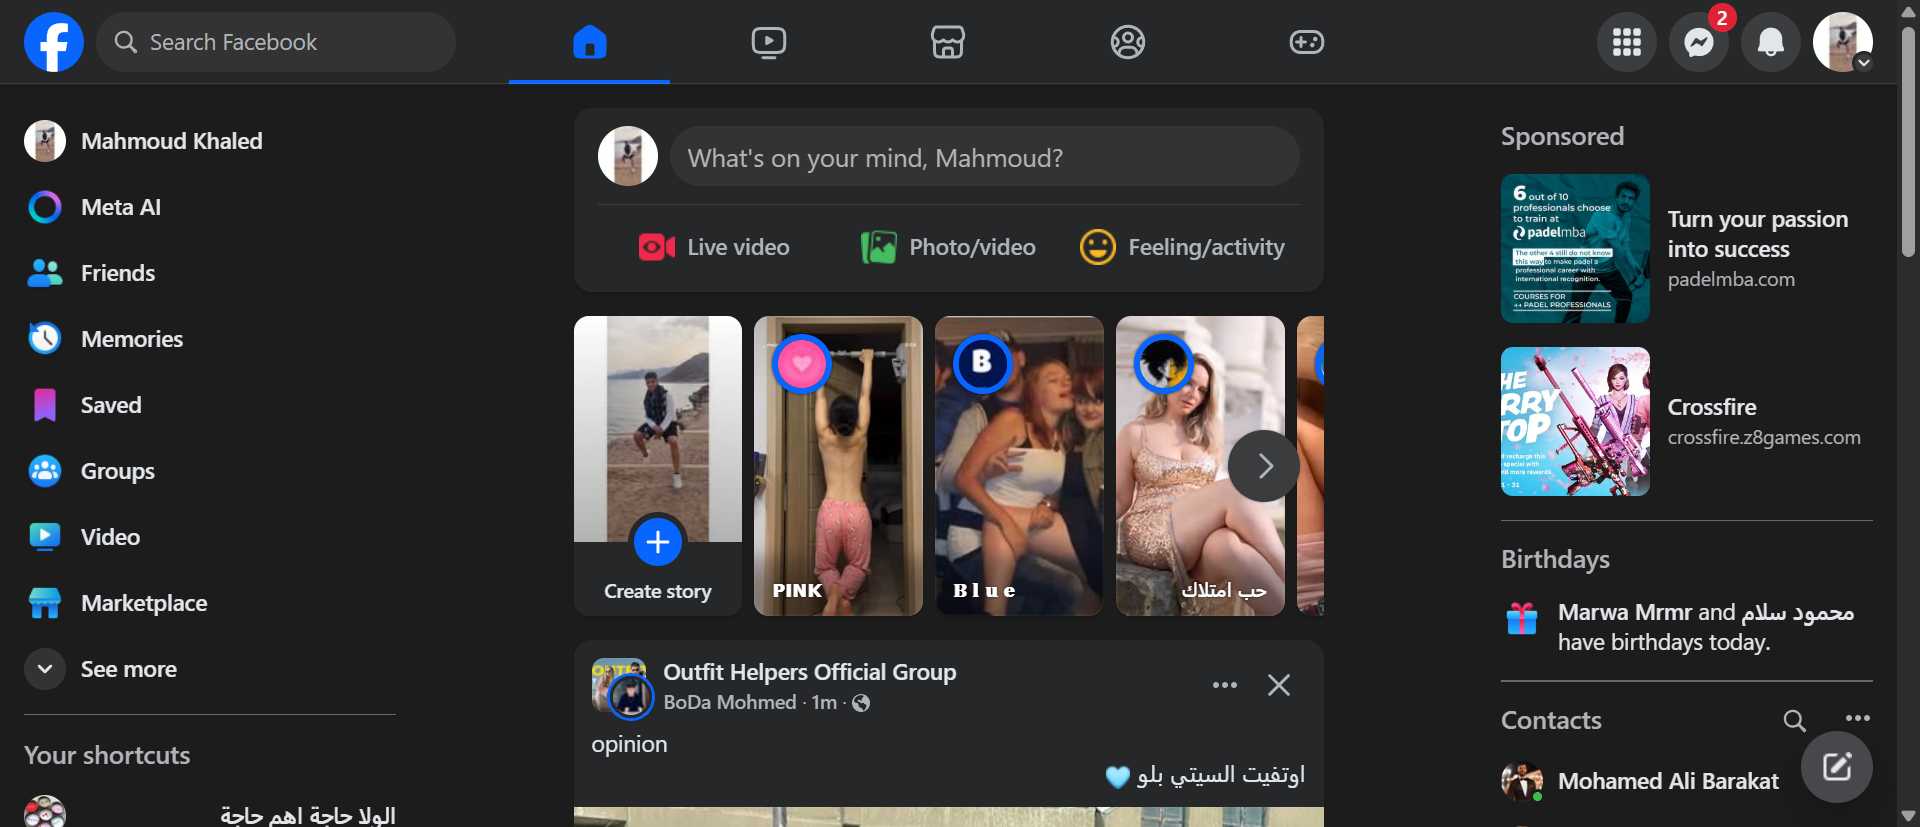 Search Facebook
2
Mahmoud Khaled
Meta AI
Friends
Memories
Saved
Groups
Video
Marketplace
See more
Your shortcuts
الولا حاجة اهم حاجة
What's on your mind, Mahmoud?
Live video
Photo/video
Feeling/activity
Create story
PINK
B
Blue
حب امتلاك
Outfit Helpers Official Group
BoDa Mohmed · 1m ·
opinion
اوتفيت السيتي بلو 🩵
Sponsored
6 out of 10
professionals choose
to train at
padelmba
The other 4 still do not know
this way to make padel a
professional career with
international recognition.
COURSES FOR
++ PADEL PROFESSIONALS
Turn your passion
into success
padelmba.com
Crossfire
crossfire.z8games.com
Birthdays
Marwa Mrmr and محمود سلام
have birthdays today.
Contacts
Mohamed Ali Barakat